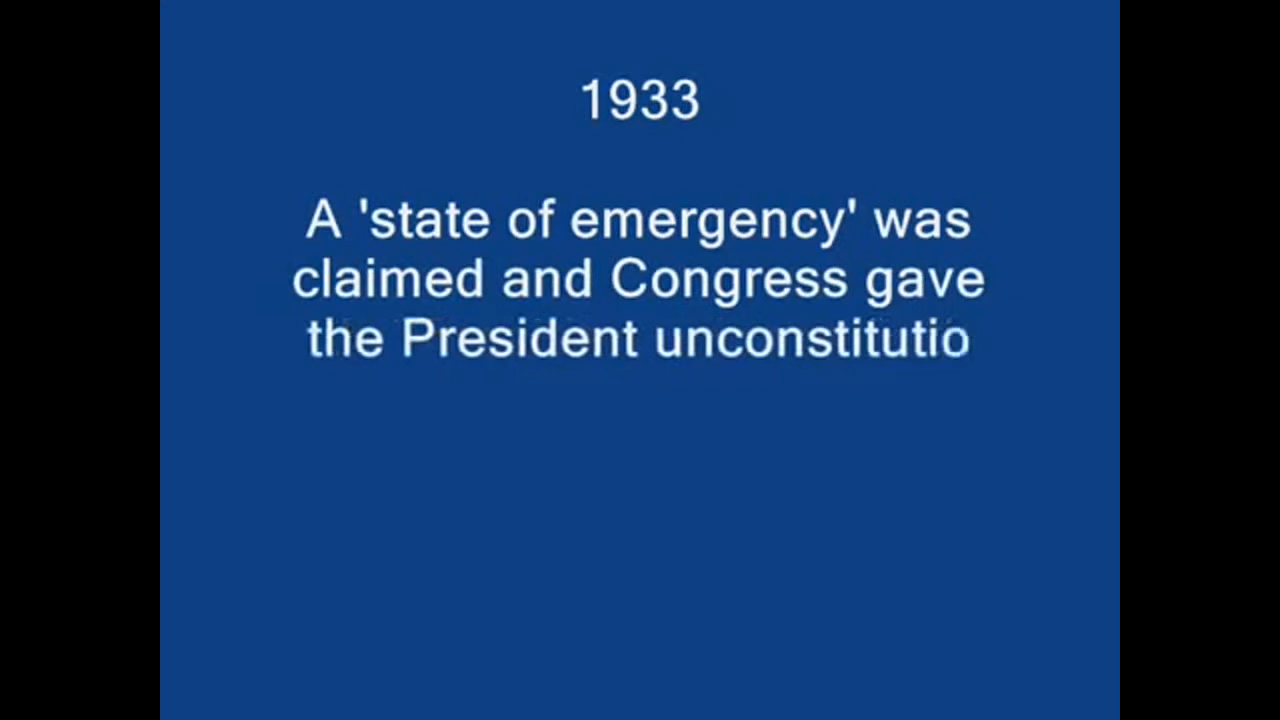 1933
A 'state of emergency' was
claimed and Congress gave
the President unconstitutio